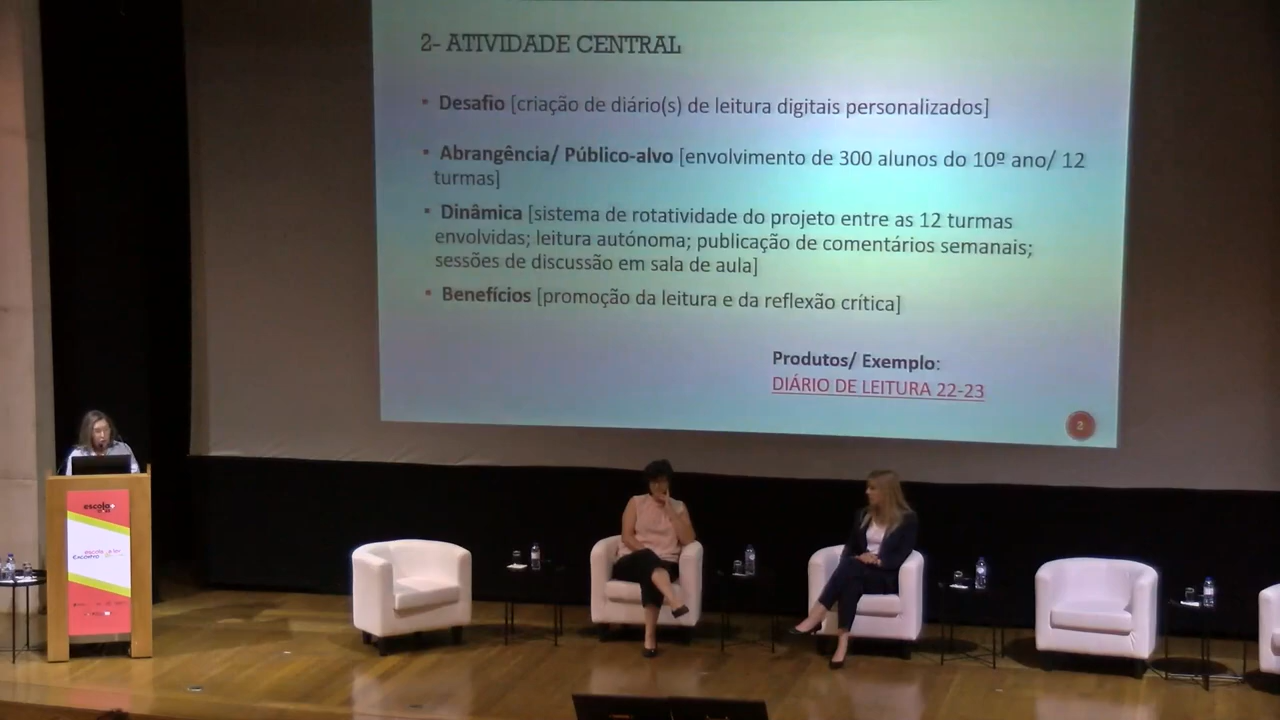 2- ATIVIDADE CENTRAL
▪ Desafio [criação de diário(s) de leitura digitais personalizados]
▪ Abrangência/ Público-alvo [envolvimento de 300 alunos do 10º ano/ 12
turmas]
▪ Dinâmica [sistema de rotatividade do projeto entre as 12 turmas
envolvidas; leitura autónoma; publicação de comentários semanais;
sessões de discussão em sala de aula]
▪ Benefícios [promoção da leitura e da reflexão crítica]
Produtos/ Exemplo:
DIÁRIO DE LEITURA 22-23
2
escola